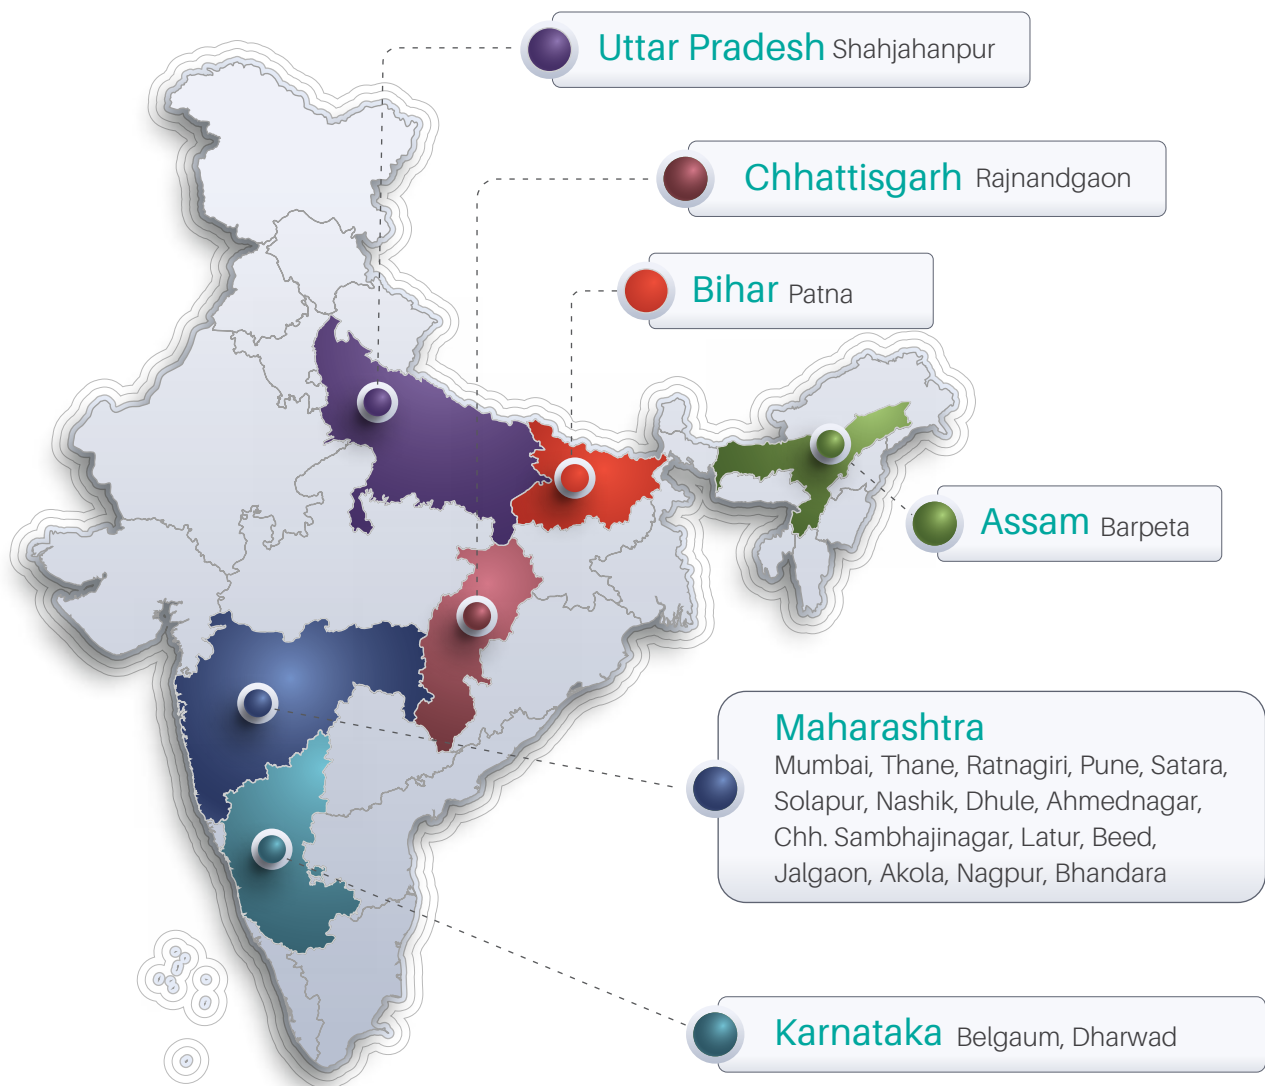 Uttar Pradesh Shahjahanpur
Chhattisgarh Rajnandgaon
Bihar Patna
Assam Barpeta
Maharashtra
Mumbai, Thane, Ratnagiri, Pune, Satara,
Solapur, Nashik, Dhule, Ahmednagar,
Chh. Sambhajinagar, Latur, Beed,
Jalgaon, Akola, Nagpur, Bhandara
Karnataka Belgaum, Dharwad